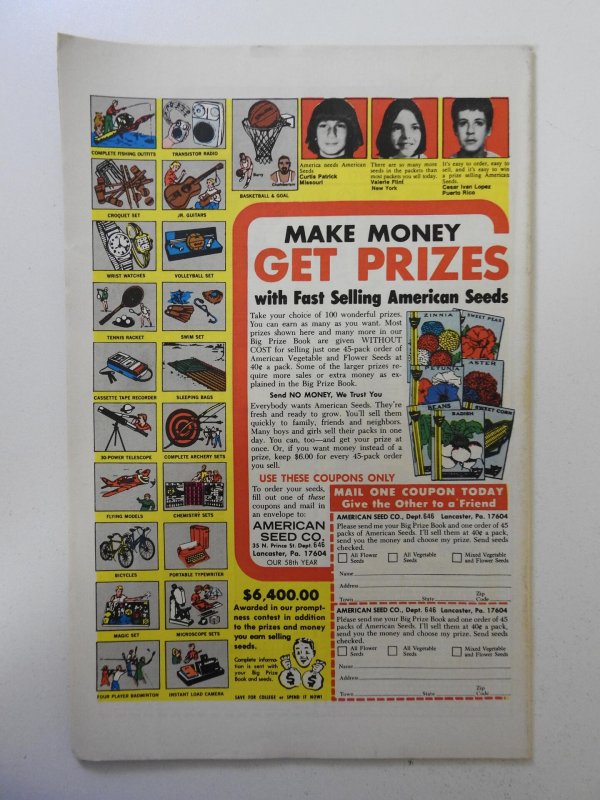 COMPLETE FISHING OUTFITS
TRANSISTOR RADIO
CROQUET SET
JR. GUITARS
WRIST WATCHES
VOLLEYBALL SET
TENNIS RACKET
SWIM SET
CASSETTE TAPE RECORDER
SLEEPING BAGS
30-POWER TELESCOPE
COMPLETE ARCHERY SETS
FLYING MODELS
CHEMISTRY SETS
BICYCLES
PORTABLE TYPEWRITER
MAGIC SET
MICROSCOPE SETS
FOUR PLAYER BADMINTON
INSTANT LOAD CAMERA
Barry
Chamberlain
BASKETBALL & GOAL
America needs American
Seeds.
Curtis Patrick
Missouri
There are so many more
seeds in the packets than
most packets you sell today.
Valerie Flint
New York
It's easy to order, easy to
sell, and it's easy to win
a prize selling American
Seeds.
Cesar Ivan Lopez
Puerto Rico
MAKE MONEY
GET PRIZES
with Fast Selling American Seeds
Take your choice of 100 wonderful prizes.
You can earn as many as you want. Most
prizes shown here and many more in our
Big Prize Book are given WITHOUT
COST for selling just one 45-pack order of
American Vegetable and Flower Seeds at
40¢ a pack. Some of the larger prizes re-
quire more sales or extra money as ex-
plained in the Big Prize Book.
Send NO MONEY, We Trust You
Everybody wants American Seeds. They're
fresh and ready to grow. You'll sell them
quickly to family, friends and neighbors.
Many boys and girls sell their packs in one
day. You can, too—and get your prize at
once. Or, if you want money instead of a
prize, keep $6.00 for every 45-pack order
you sell.
ZINNIA
SWEET PEAS
PETUNIA
ASTER
BEANS
RADISH
SWEET CORN
USE THESE COUPONS ONLY
To order your seeds,
fill out one of these
coupons and mail in
an envelope to:
AMERICAN
SEED CO.
35 N. Prince St. Dept. 646
Lancaster, Pa. 17604
OUR 58th YEAR
$6,400.00
Awarded in our prompt-
ness contest in addition
to the prizes and money
you earn selling
seeds.
Complete informa-
tion is sent with
your Big Prize
Book and seeds.
$
$
SAVE FOR COLLEGE or SPEND IT NOW!
MAIL ONE COUPON TODAY
Give the Other to a Friend
AMERICAN SEED CO., Dept. 646 Lancaster, Pa. 17604
Please send me your Big Prize Book and one order of 45
packs of American Seeds. I'll sell them at 40¢ a pack,
send you the money and choose my prize. Send seeds
checked.
All Flower
Seeds
All Vegetable
Seeds
Mixed Vegetable
and Flower Seeds
Name
Address
Town State Zip
Code
AMERICAN SEED CO., Dept. 646 Lancaster, Pa. 17604
Please send me your Big Prize Book and one order of 45
packs of American Seeds. I'll sell them at 40¢ a pack,
send you the money and choose my prize. Send seeds
checked.
All Flower
Seeds
All Vegetable
Seeds
Mixed Vegetable
and Flower Seeds
Name
Address
Town State Zip
Code